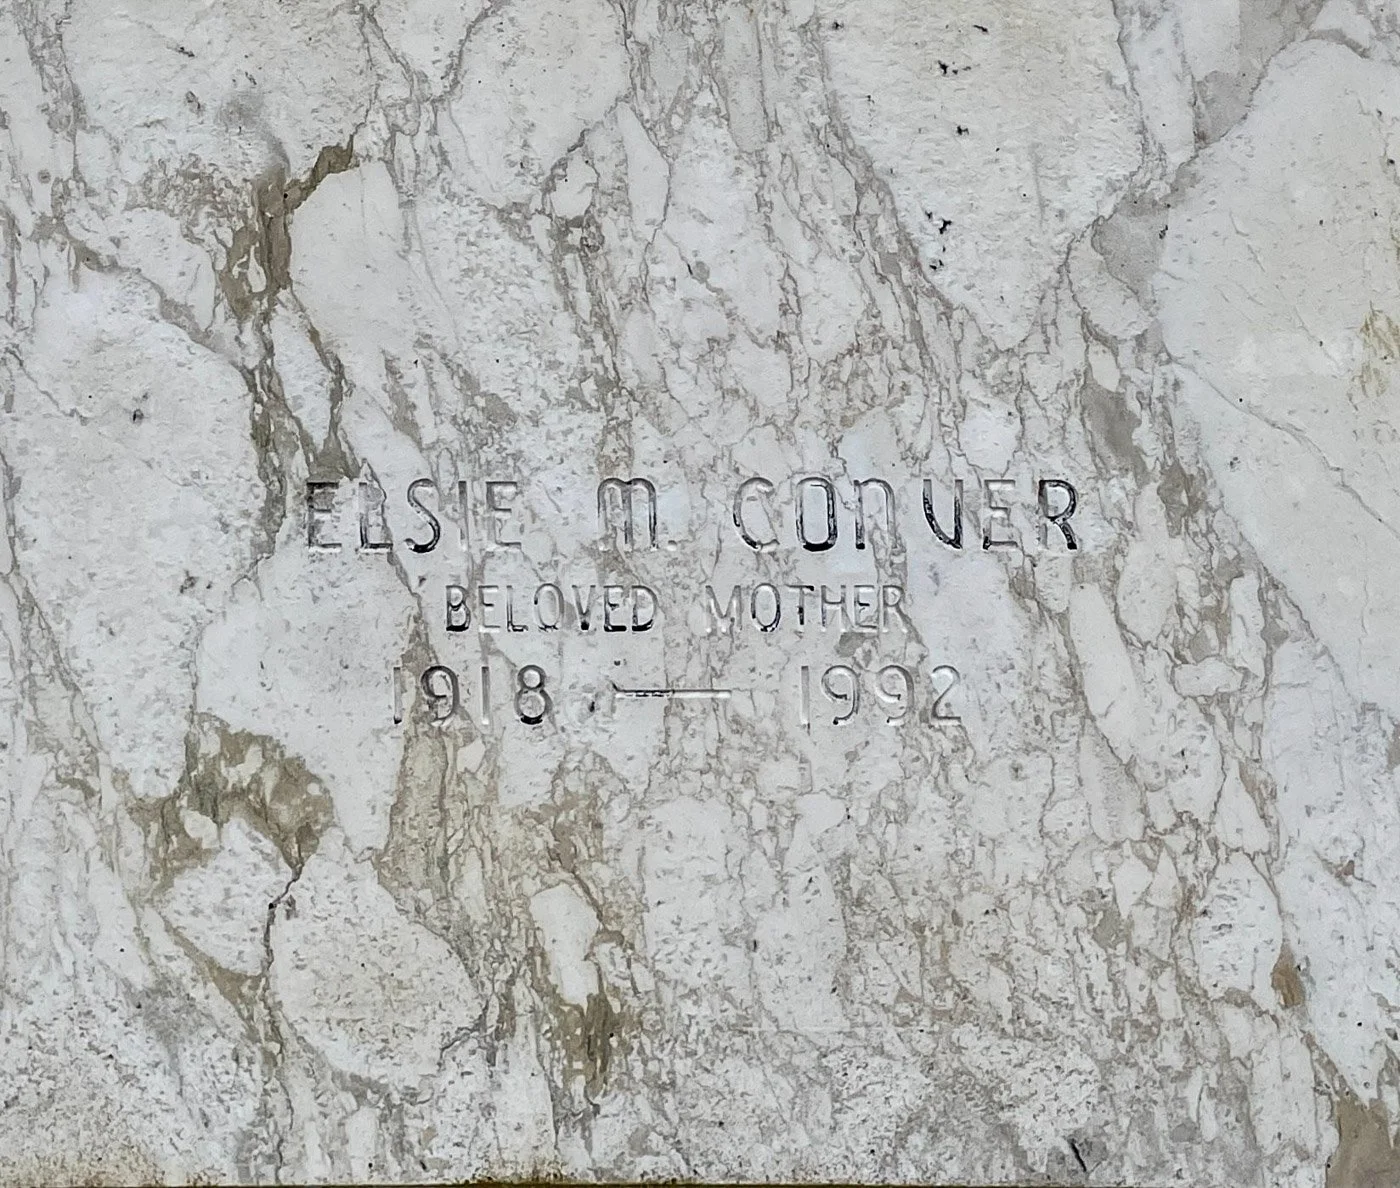 ELSIE M. CONVER
BELOVED MOTHER
1918 — 1992